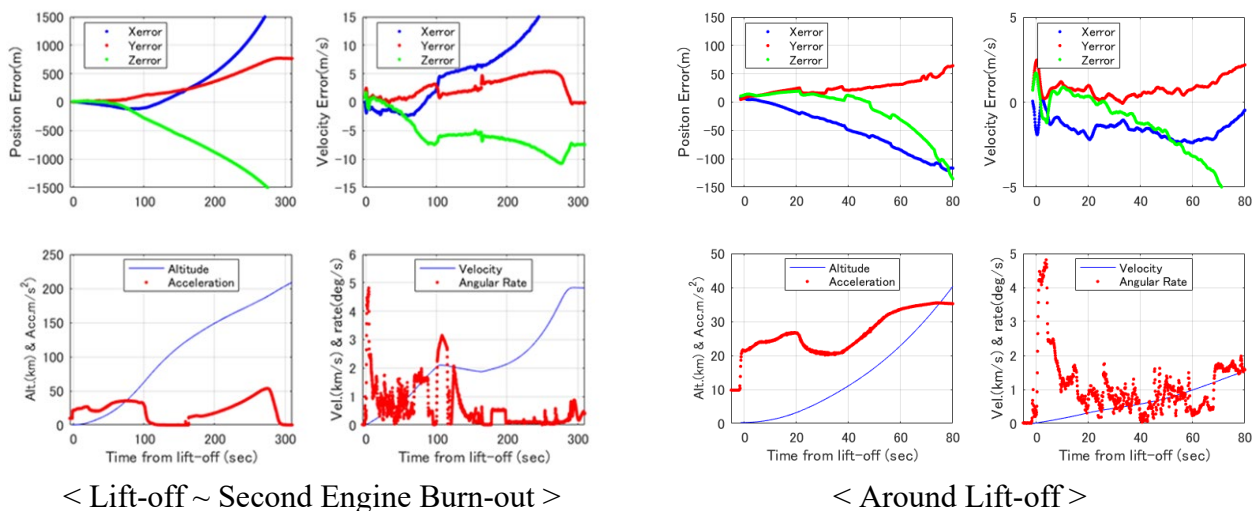 1500
1000
500
0
-500
-1000
-1500
Positon Error(m)
Xerror
Yerror
Zerror
0 100 200 300
15
10
5
0
-5
-10
-15
Velocity Error(m/s)
Xerror
Yerror
Zerror
0 100 200 300
150
100
50
0
-50
-100
-150
Positon Error(m)
Xerror
Yerror
Zerror
0 20 40 60 80
5
0
-5
Velocity Error(m/s)
Xerror
Yerror
Zerror
0 20 40 60 80
250
200
150
100
50
0
Alt.(km) & Acc.m/s²)
Altitude
Acceleration
0 100 200 300
Time from lift-off (sec)
6
5
4
3
2
1
0
Vel.(km/s) & rate(deg/s)
Velocity
Angular Rate
0 100 200 300
Time from lift-off (sec)
50
40
30
20
10
0
Alt.(km) & Acc.m/s²)
Altitude
Acceleration
0 20 40 60 80
Time from lift-off (sec)
5
4
3
2
1
0
Vel.(km/s) & rate(deg/s)
Velocity
Angular Rate
0 20 40 60 80
Time from lift-off (sec)
< Lift-off ~ Second Engine Burn-out >
< Around Lift-off >